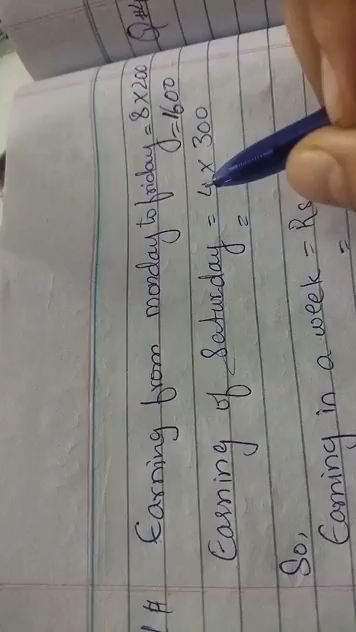 Q#4
1# Earning from monday to friday = 8×200
= 1600
Earning of Saturday = 4× 300
=
So,
Earning in a week = Rs
=